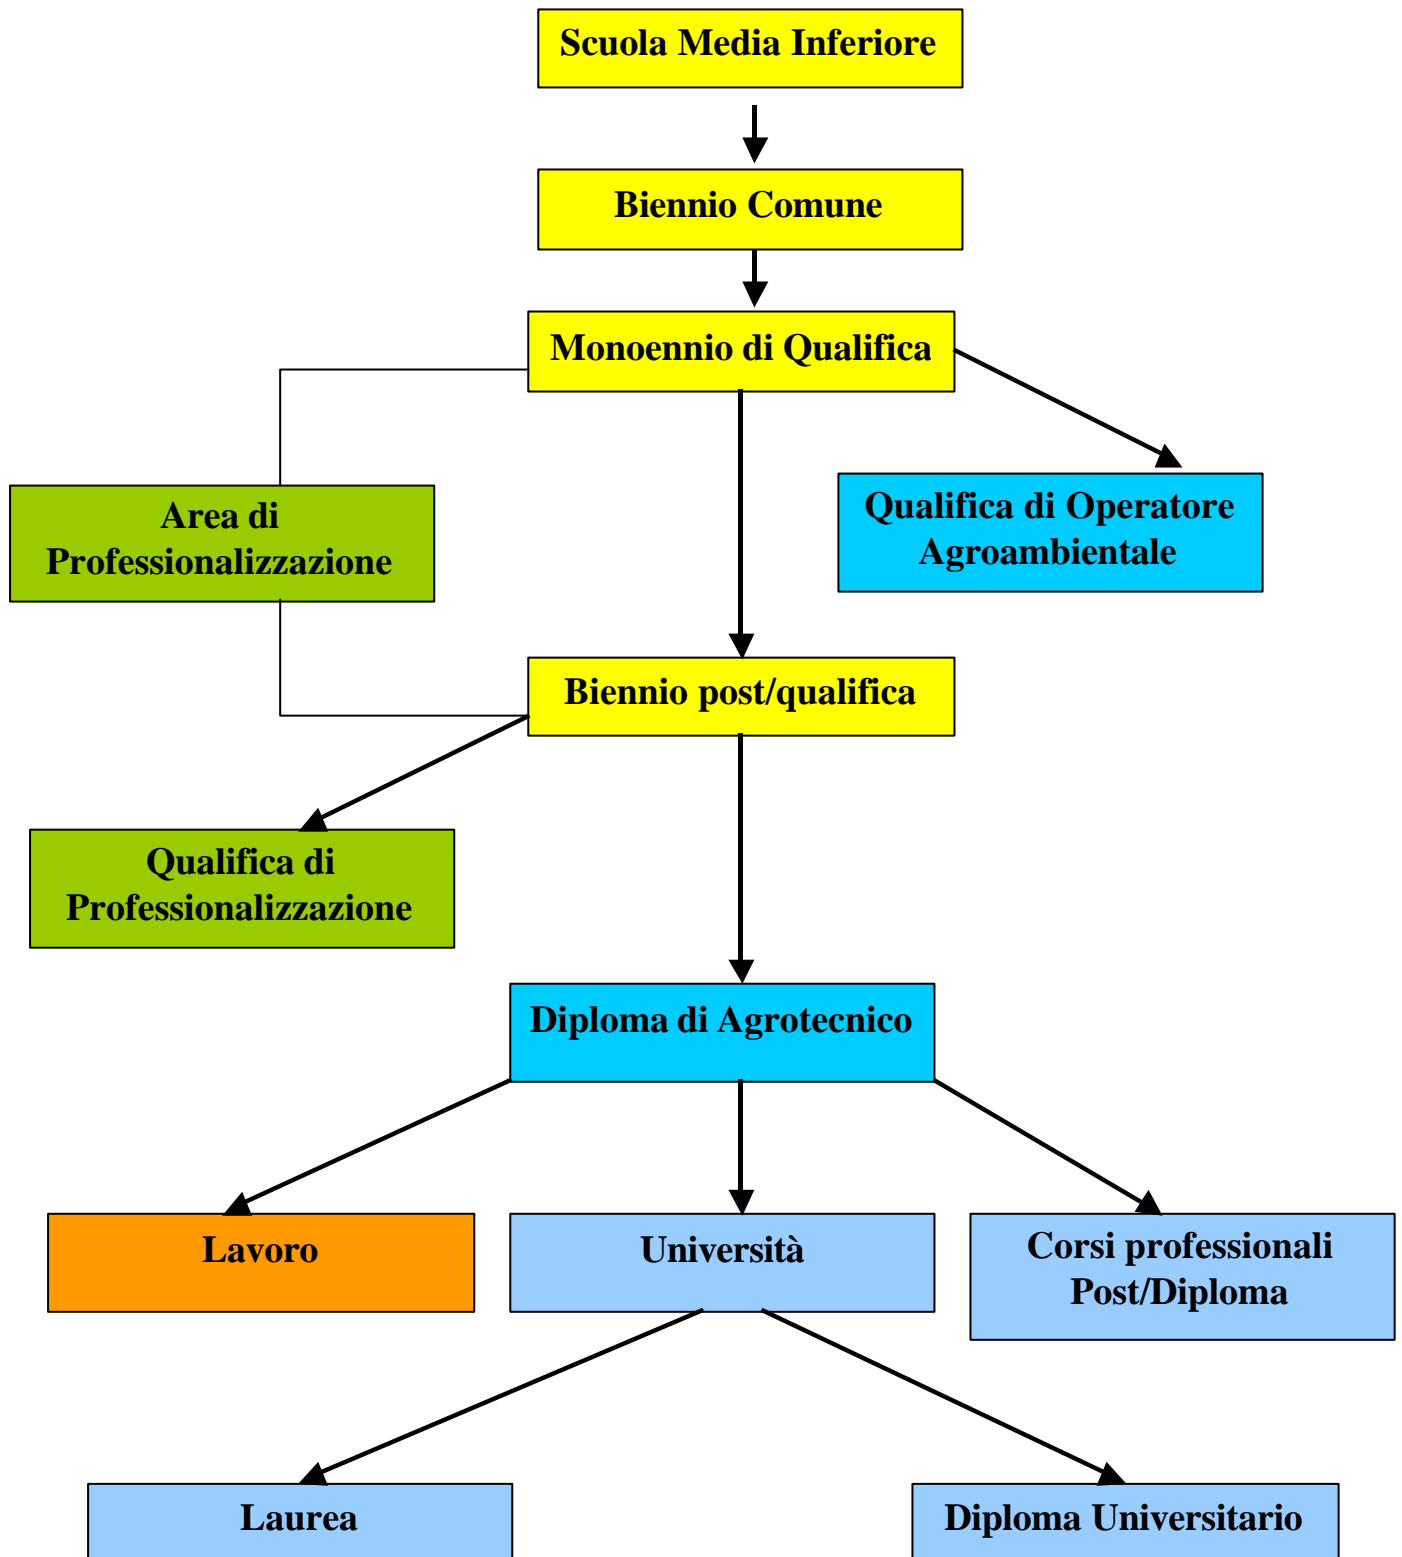 Scuola Media Inferiore
Biennio Comune
Monoennio di Qualifica
Area di
Professionalizzazione
Qualifica di Operatore
Agroambientale
Biennio post/qualifica
Qualifica di
Professionalizzazione
Diploma di Agrotecnico
Lavoro
Università
Corsi professionali
Post/Diploma
Laurea
Diploma Universitario